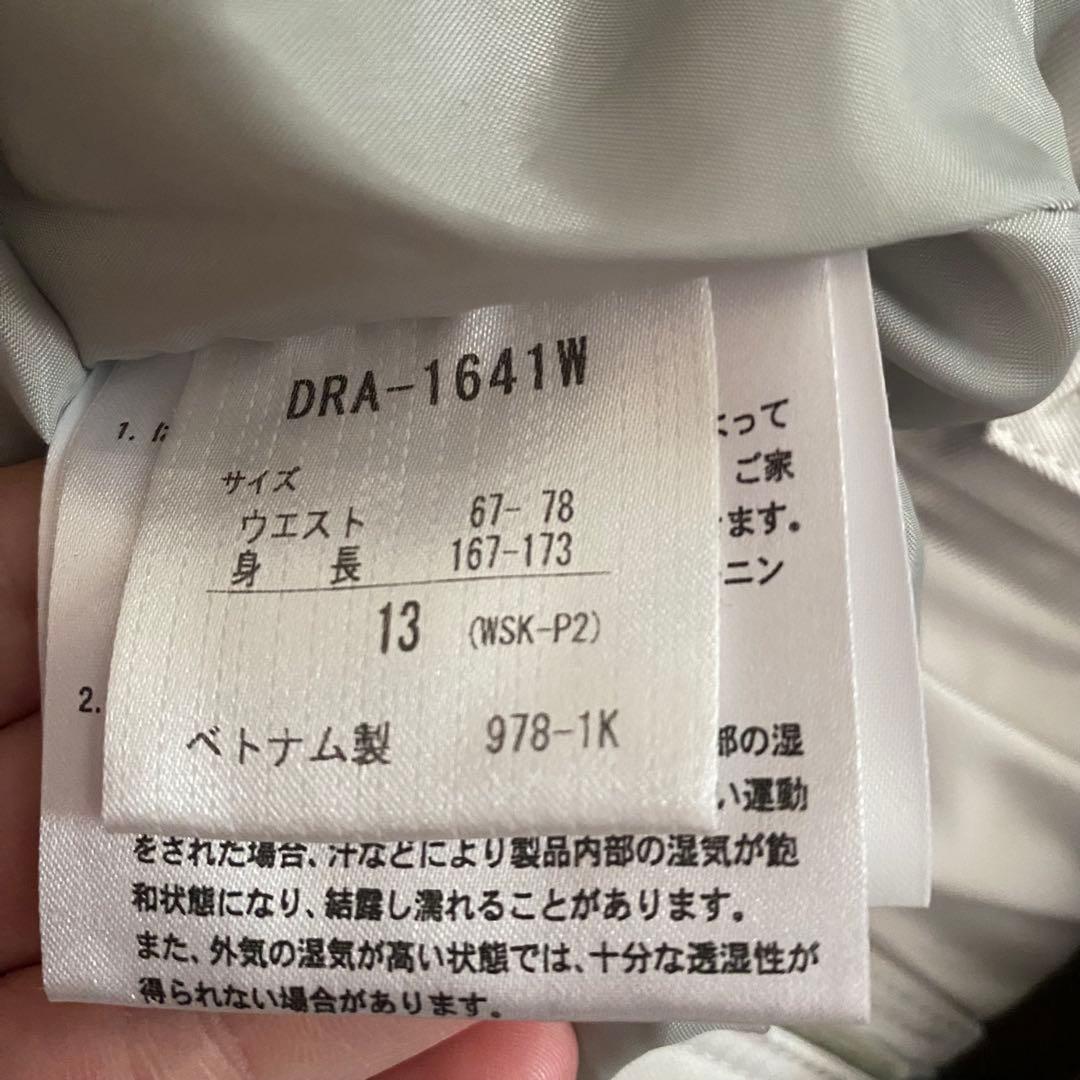 DRA-1641W
サイズ
ウエスト 67- 78
身 長 167-173
13 (WSK-P2)
ベトナム製 978-1K
1.
よって
ご家
ます。
ニン
2.
部の湿
い運動
をされた場合、汗などにより製品内部の湿気が飽
和状態になり、結露し濡れることがあります。
また、外気の湿気が高い状態では、十分な透湿性が
得られない場合があります。